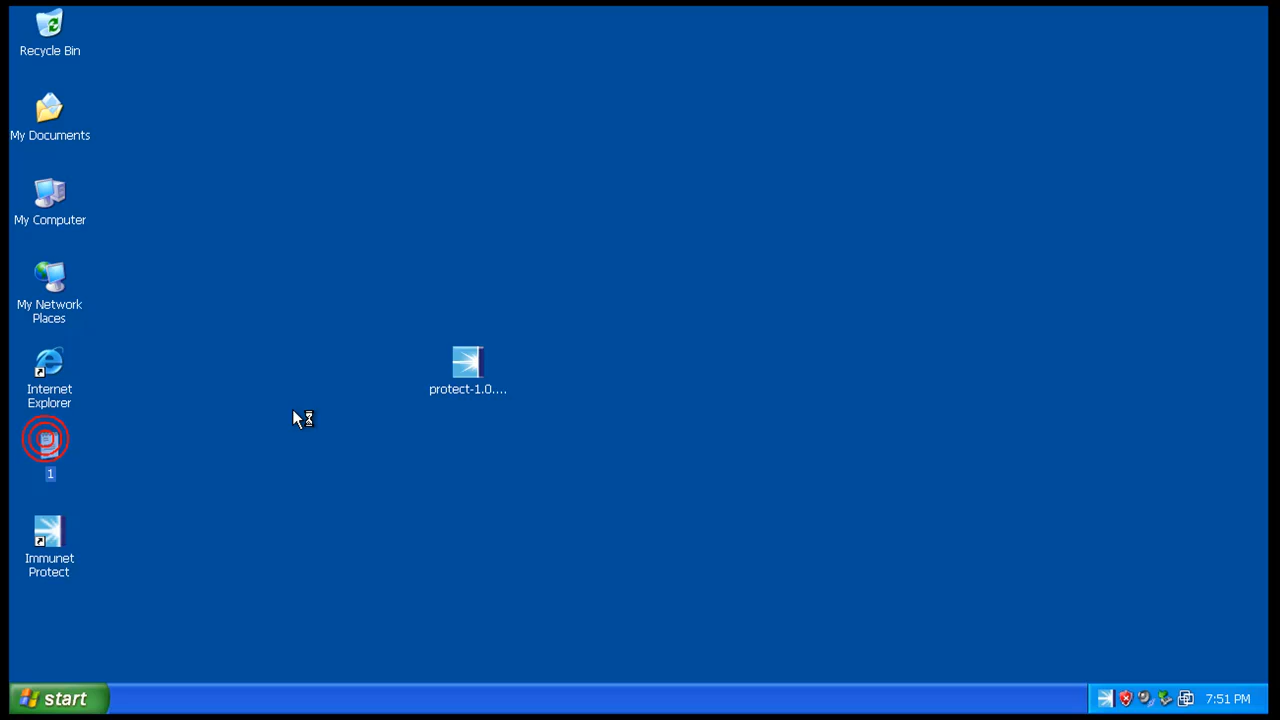 Recycle Bin
My Documents
My Computer
My Network
Places
Internet
Explorer
1
Immunet
Protect
protect-1.0....
start
7:51 PM